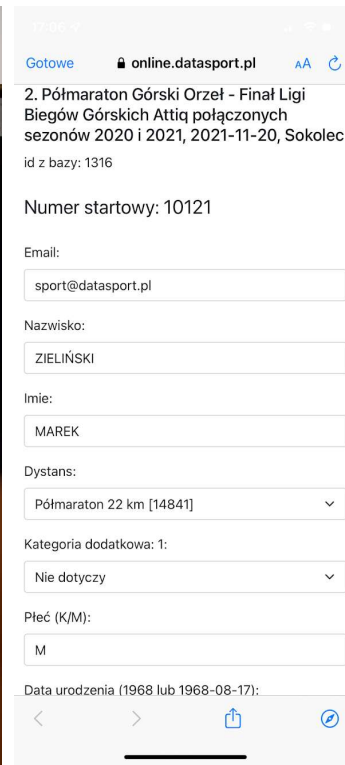 17:06
Gotowe
online.datasport.pl
AA
2. Półmaraton Górski Orzeł - Finał Ligi
Biegów Górskich Attiq połączonych
sezonów 2020 i 2021, 2021-11-20, Sokolec
id z bazy: 1316
Numer startowy: 10121
Email:
sport@datasport.pl
Nazwisko:
ZIELIŃSKI
Imie:
MAREK
Dystans:
Półmaraton 22 km [14841]
Kategoria dodatkowa: 1:
Nie dotyczy
Płeć (K/M):
M
Data urodzenia (1968 lub 1968-08-17):